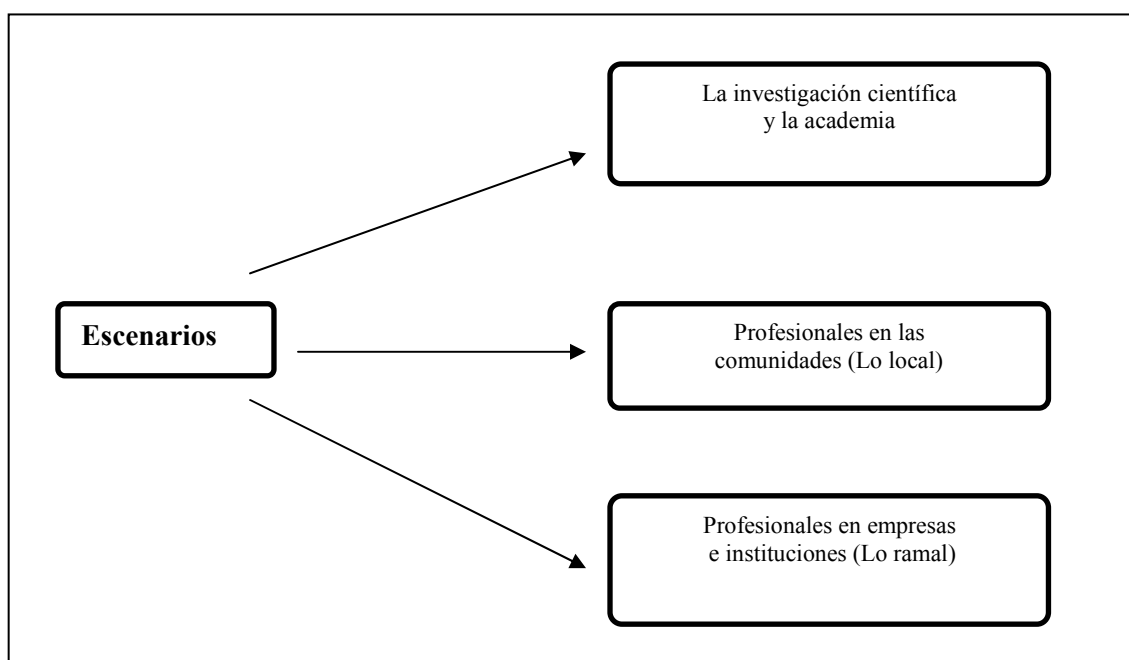 La investigación científica
y la academia
Escenarios
Profesionales en las
comunidades (Lo local)
Profesionales en empresas
e instituciones (Lo ramal)